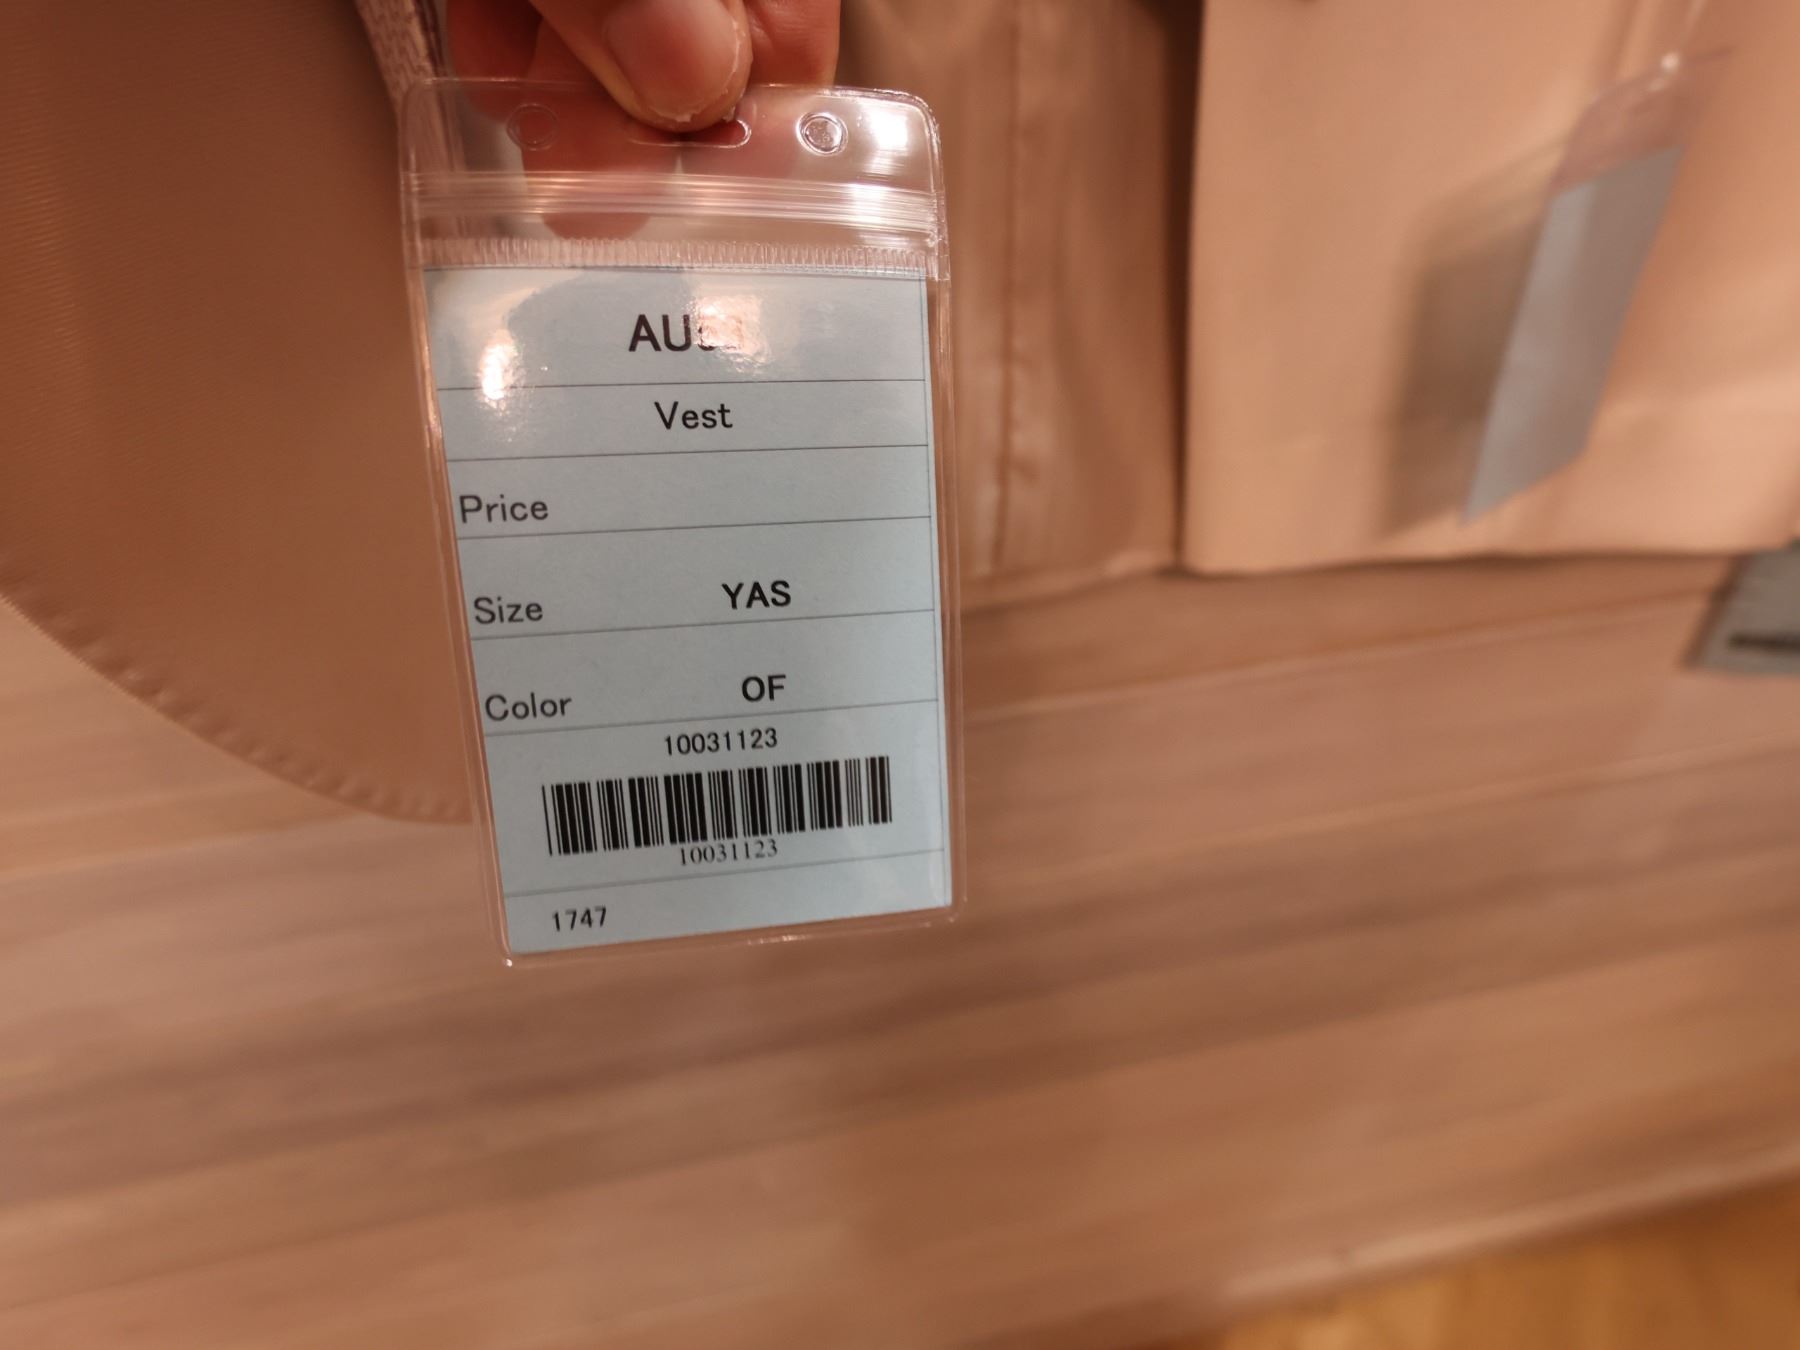 Vest
Price
Size YAS
Color OF
10031123
10031123
1747